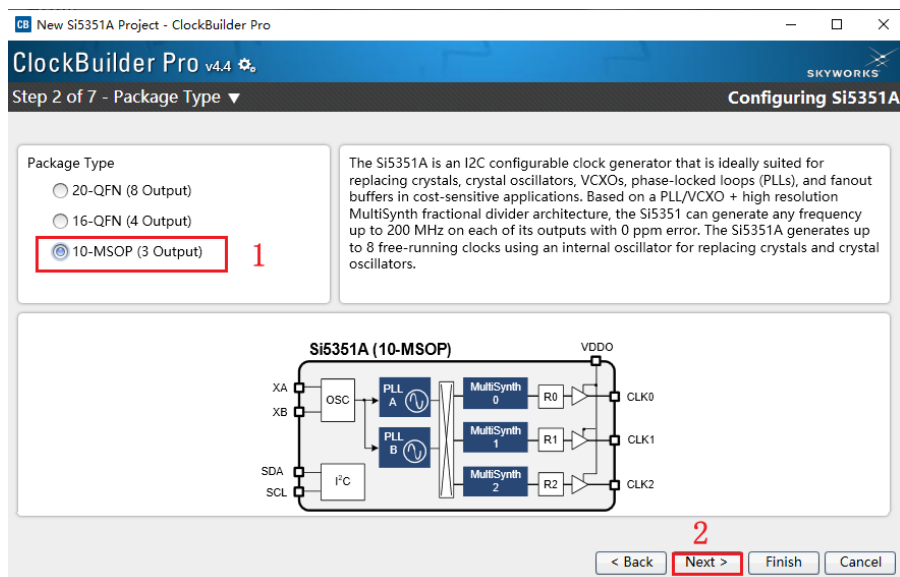 CB New Si5351A Project - ClockBuilder Pro
ClockBuilder Pro v4.4
SKYWORKS
Step 2 of 7 - Package Type ▼
Configuring Si5351A
Package Type
20-QFN (8 Output)
16-QFN (4 Output)
10-MSOP (3 Output)
1
The Si5351A is an I2C configurable clock generator that is ideally suited for
replacing crystals, crystal oscillators, VCXOs, phase-locked loops (PLLs), and fanout
buffers in cost-sensitive applications. Based on a PLL/VCXO + high resolution
MultiSynth fractional divider architecture, the Si5351 can generate any frequency
up to 200 MHz on each of its outputs with 0 ppm error. The Si5351A generates up
to 8 free-running clocks using an internal oscillator for replacing crystals and crystal
oscillators.
Si5351A (10-MSOP)
VDDO
XA
XB
OSC
PLL
A
PLL
B
MultiSynth
0
R0
CLK0
MultiSynth
1
R1
CLK1
MultiSynth
2
R2
CLK2
SDA
SCL
I²C
2
< Back
Next >
Finish
Cancel